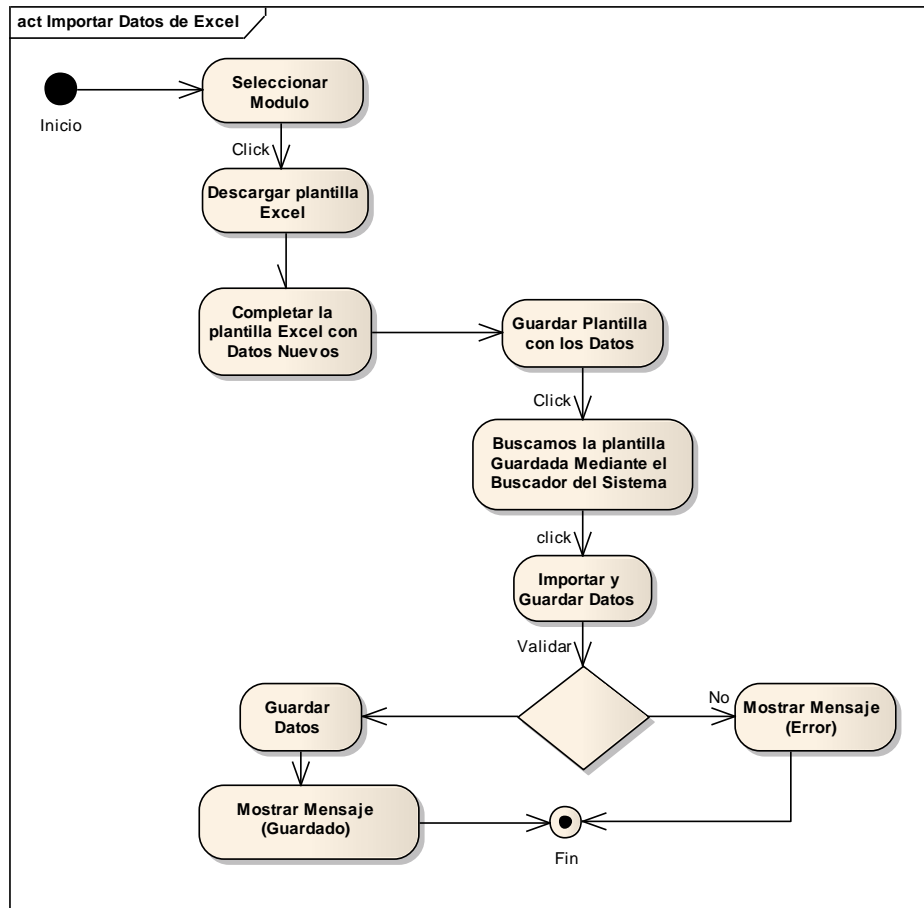 act Importar Datos de Excel
Inicio
Seleccionar
Modulo
Click
Descargar plantilla
Excel
Completar la
plantilla Excel con
Datos Nuevos
Guardar Plantilla
con los Datos
Click
Buscamos la plantilla
Guardada Mediante el
Buscador del Sistema
click
Importar y
Guardar Datos
Validar
Guardar
Datos
No
Mostrar Mensaje
(Error)
Mostrar Mensaje
(Guardado)
Fin